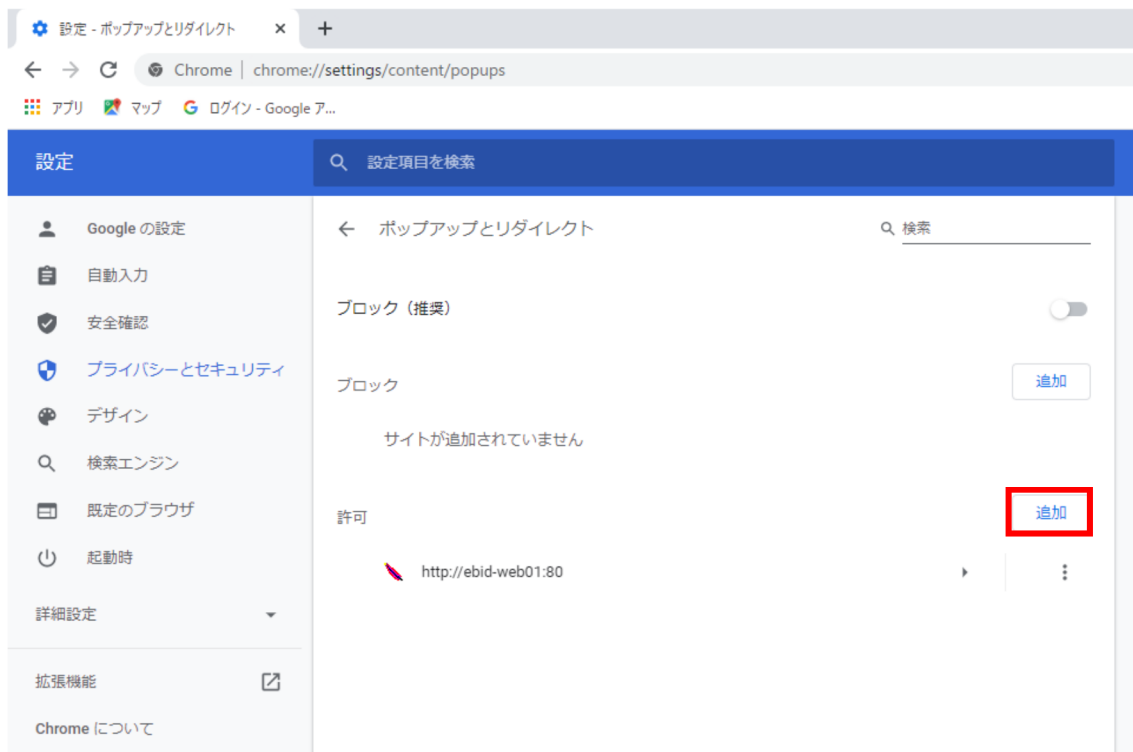 設定 - ポップアップとリダイレクト
Chrome | chrome://settings/content/popups
アプリ マップ ログイン - Google ア...
設定
設定項目を検索
Google の設定
自動入力
安全確認
プライバシーとセキュリティ
デザイン
検索エンジン
既定のブラウザ
起動時
詳細設定
拡張機能
Chrome について
ポップアップとリダイレクト
検索
ブロック（推奨）
ブロック
追加
サイトが追加されていません
許可
追加
http://ebid-web01:80